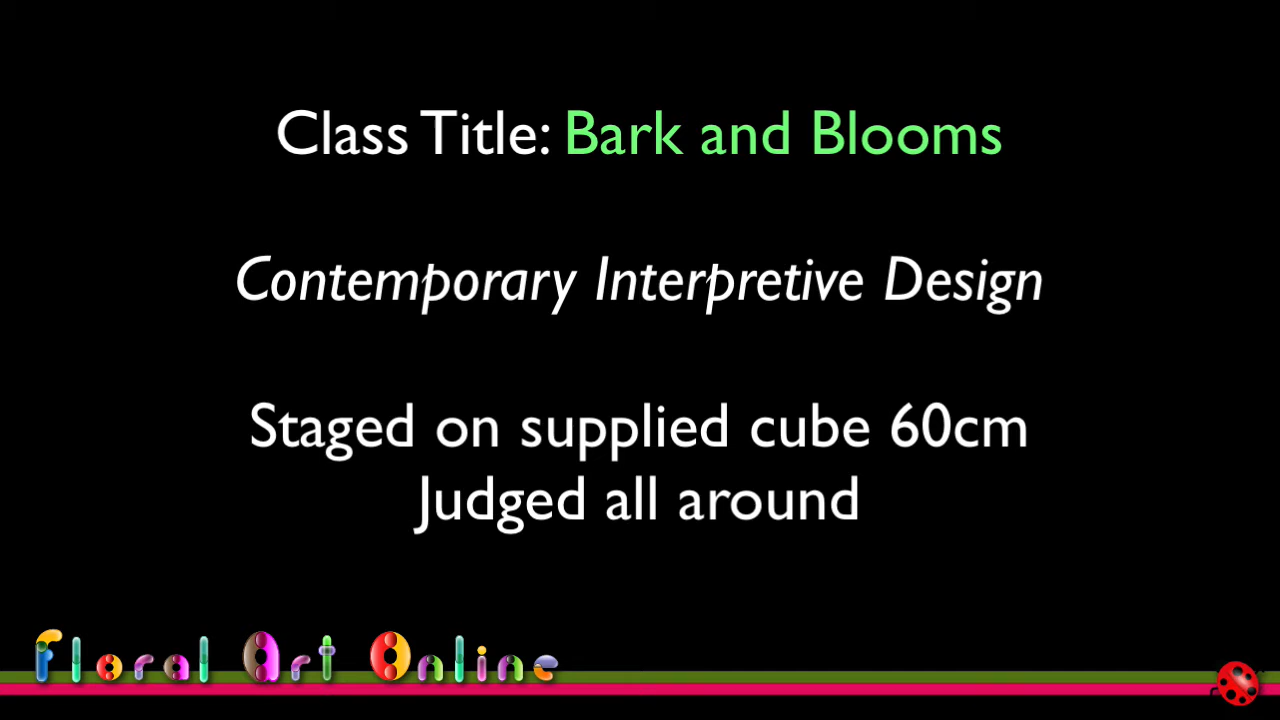 Class Title: Bark and Blooms
Contemporary Interpretive Design
Staged on supplied cube 60cm
Judged all around
Floral Art Online